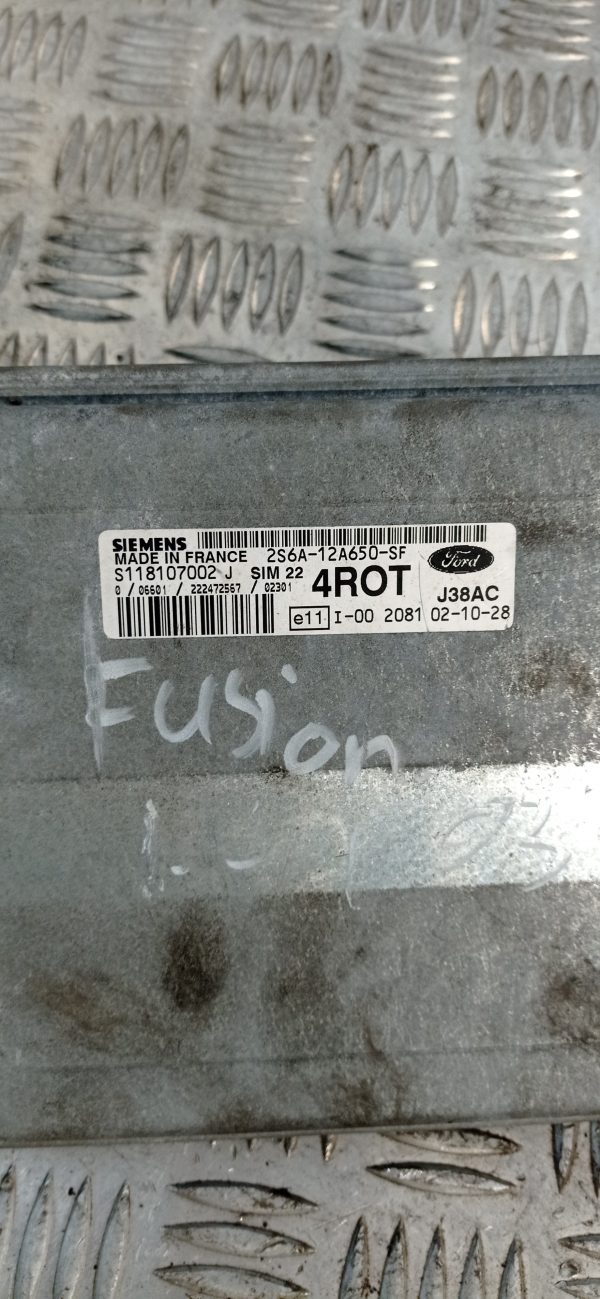 SIEMENS
MADE IN FRANCE 2S6A-12A650-SF
Ford
S118107002 J SIM 22 4ROT J38AC
0 / 06601 / 222472567 / 02301
e11 I-00 2081 02-10-28
Fusion